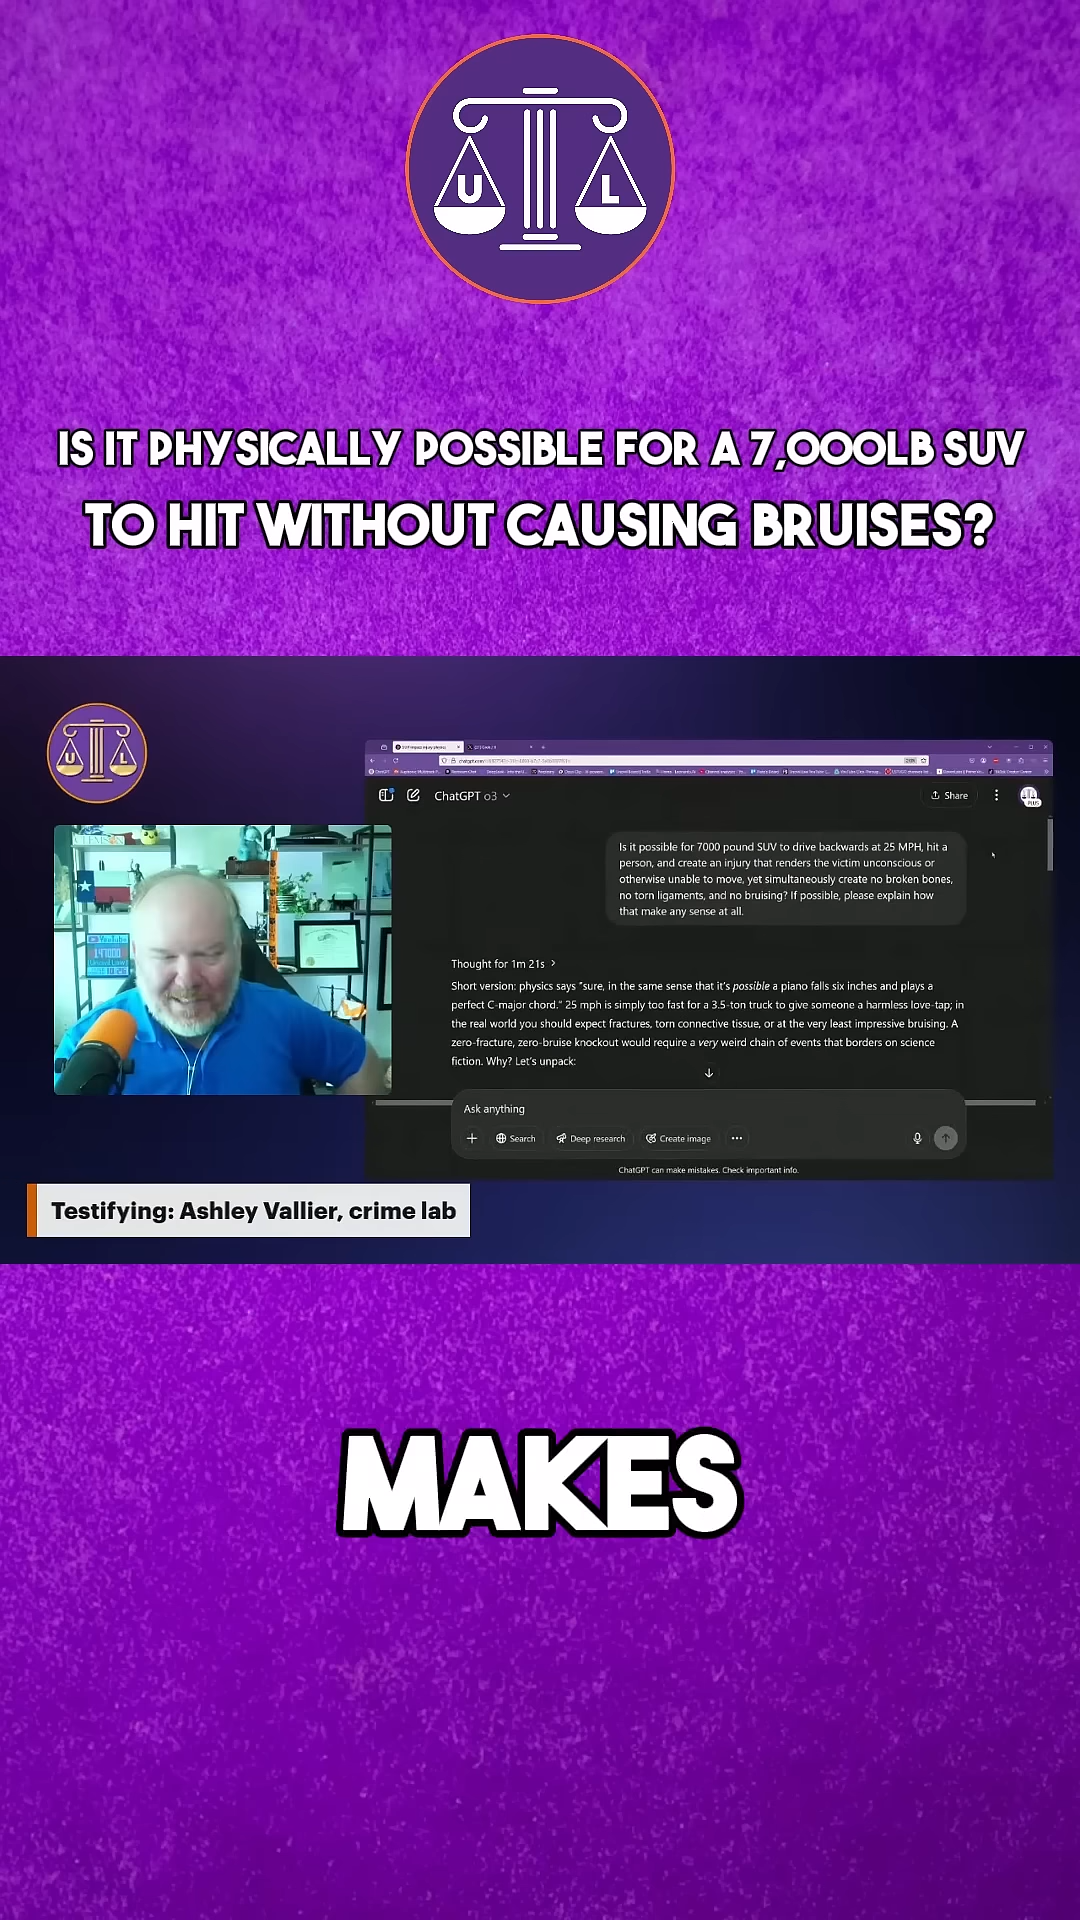 U L
IS IT PHYSICALLY POSSIBLE FOR A 7,000LB SUV
TO HIT WITHOUT CAUSING BRUISES?
U L
ChatGPT o3
Share
PLUS
Is it possible for 7000 pound SUV to drive backwards at 25 MPH, hit a
person, and create an injury that renders the victim unconscious or
otherwise unable to move, yet simultaneously create no broken bones,
no torn ligaments, and no bruising? If possible, please explain how
that make any sense at all.
Thought for 1m 21s >
Short version: physics says "sure, in the same sense that it's possible a piano falls six inches and plays a
perfect C-major chord." 25 mph is simply too fast for a 3.5-ton truck to give someone a harmless love-tap; in
the real world you should expect fractures, torn connective tissue, or at the very least impressive bruising. A
zero-fracture, zero-bruise knockout would require a very weird chain of events that borders on science
fiction. Why? Let's unpack:
Ask anything
Search
Deep research
Create image
ChatGPT can make mistakes. Check important info.
YouTube
Testifying: Ashley Vallier, crime lab
MAKES